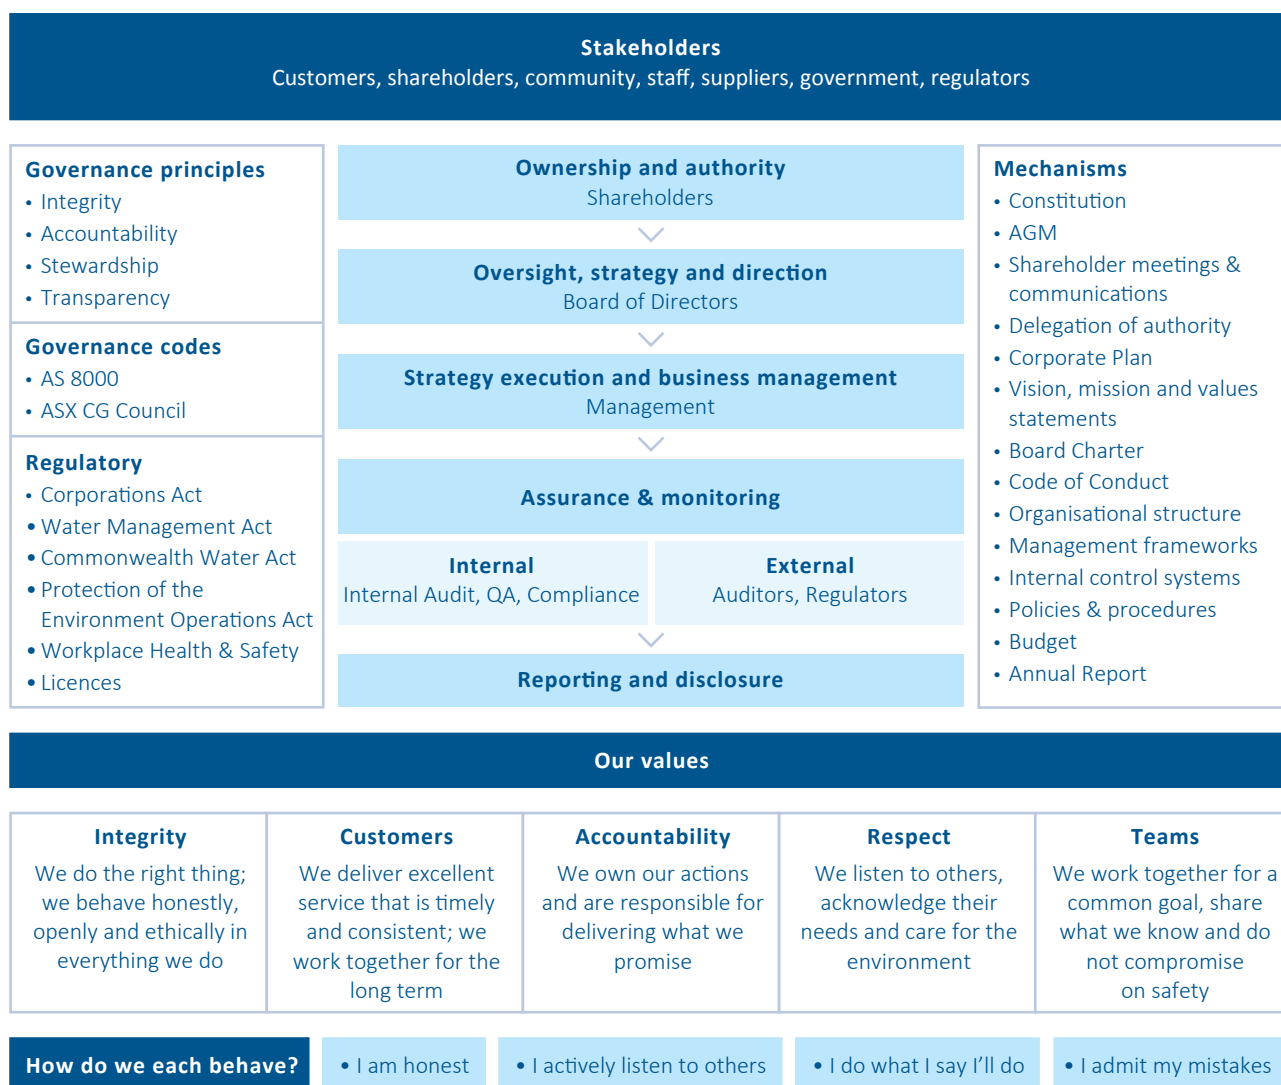 Stakeholders
Customers, shareholders, community, staff, suppliers, government, regulators
Governance principles
• Integrity
• Accountability
• Stewardship
• Transparency
Governance codes
• AS 8000
• ASX CG Council
Regulatory
• Corporations Act
• Water Management Act
• Commonwealth Water Act
• Protection of the
Environment Operations Act
• Workplace Health & Safety
• Licences
Ownership and authority
Shareholders
Oversight, strategy and direction
Board of Directors
Strategy execution and business management
Management
Assurance & monitoring
Internal
Internal Audit, QA, Compliance
External
Auditors, Regulators
Reporting and disclosure
Mechanisms
• Constitution
• AGM
• Shareholder meetings &
communications
• Delegation of authority
• Corporate Plan
• Vision, mission and values
statements
• Board Charter
• Code of Conduct
• Organisational structure
• Management frameworks
• Internal control systems
• Policies & procedures
• Budget
• Annual Report
Our values
Integrity
We do the right thing;
we behave honestly,
openly and ethically in
everything we do
Customers
We deliver excellent
service that is timely
and consistent; we
work together for the
long term
Accountability
We own our actions
and are responsible for
delivering what we
promise
Respect
We listen to others,
acknowledge their
needs and care for the
environment
Teams
We work together for a
common goal, share
what we know and do
not compromise
on safety
How do we each behave?
• I am honest
• I actively listen to others
• I do what I say I'll do
• I admit my mistakes